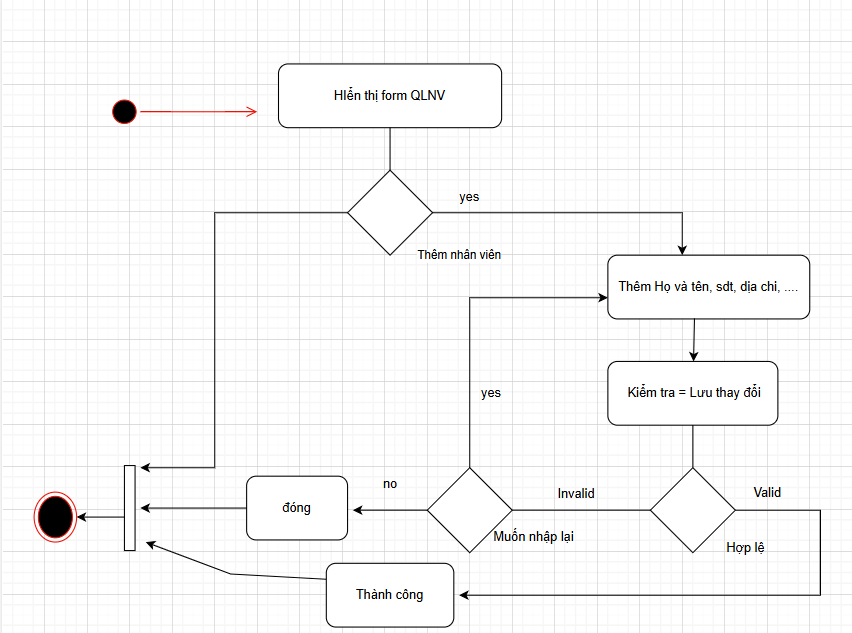 HIển thị form QLNV
yes
Thêm nhân viên
Thêm Họ và tên, sdt, dịa chỉ, ....
yes
Kiểm tra = Lưu thay đổi
no
Invalid
Valid
đóng
Muốn nhập lại
Hợp lệ
Thành công